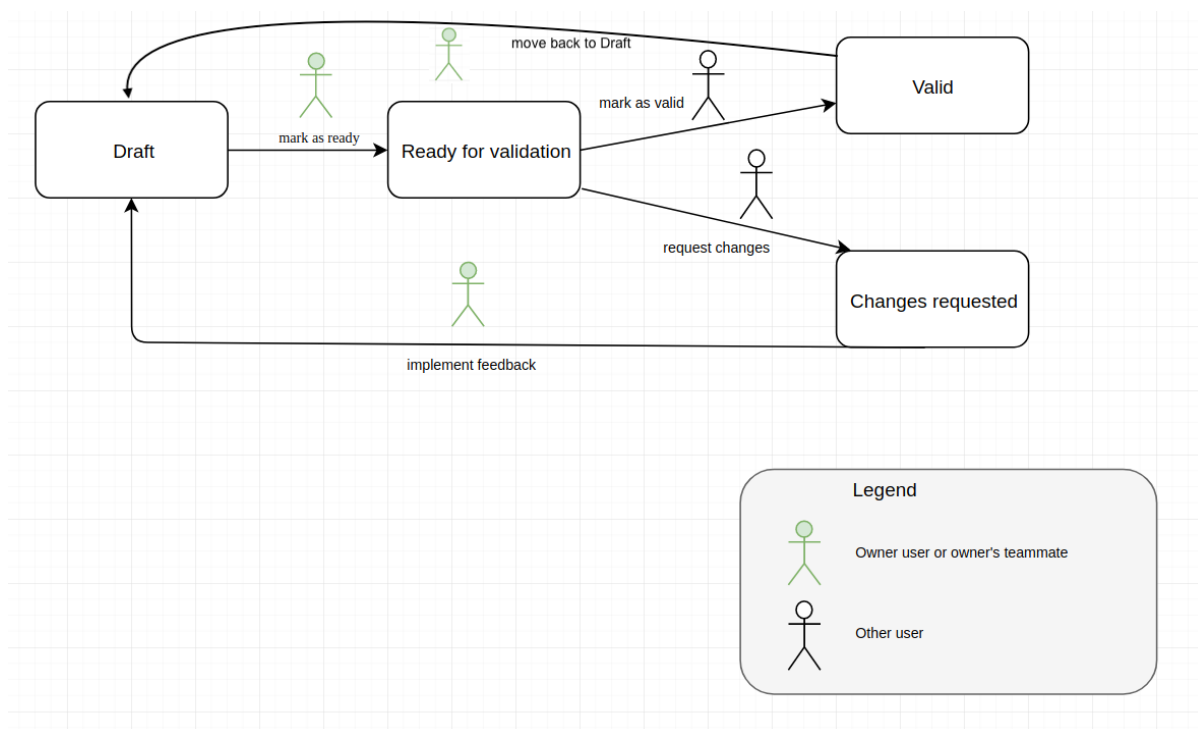 move back to Draft
Valid
mark as valid
mark as ready
Draft
Ready for validation
request changes
Changes requested
implement feedback
Legend
Owner user or owner's teammate
Other user